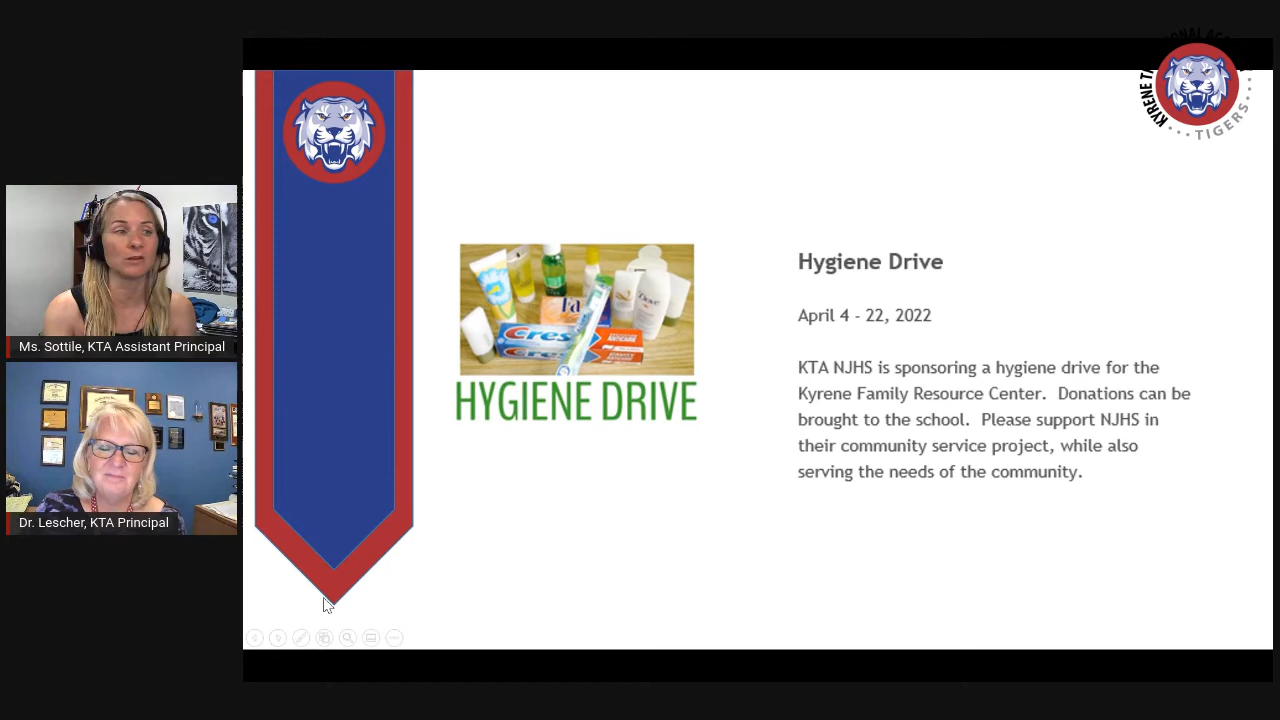 KYRENE
TIGERS
Hygiene Drive
April 4 - 22, 2022
KTA NJHS is sponsoring a hygiene drive for the
Kyrene Family Resource Center.  Donations can be
brought to the school.  Please support NJHS in
their community service project, while also
serving the needs of the community.
Fa
Dove
Crest
Cres
HYGIENE DRIVE
Ms. Sottile, KTA Assistant Principal
Dr. Lescher, KTA Principal